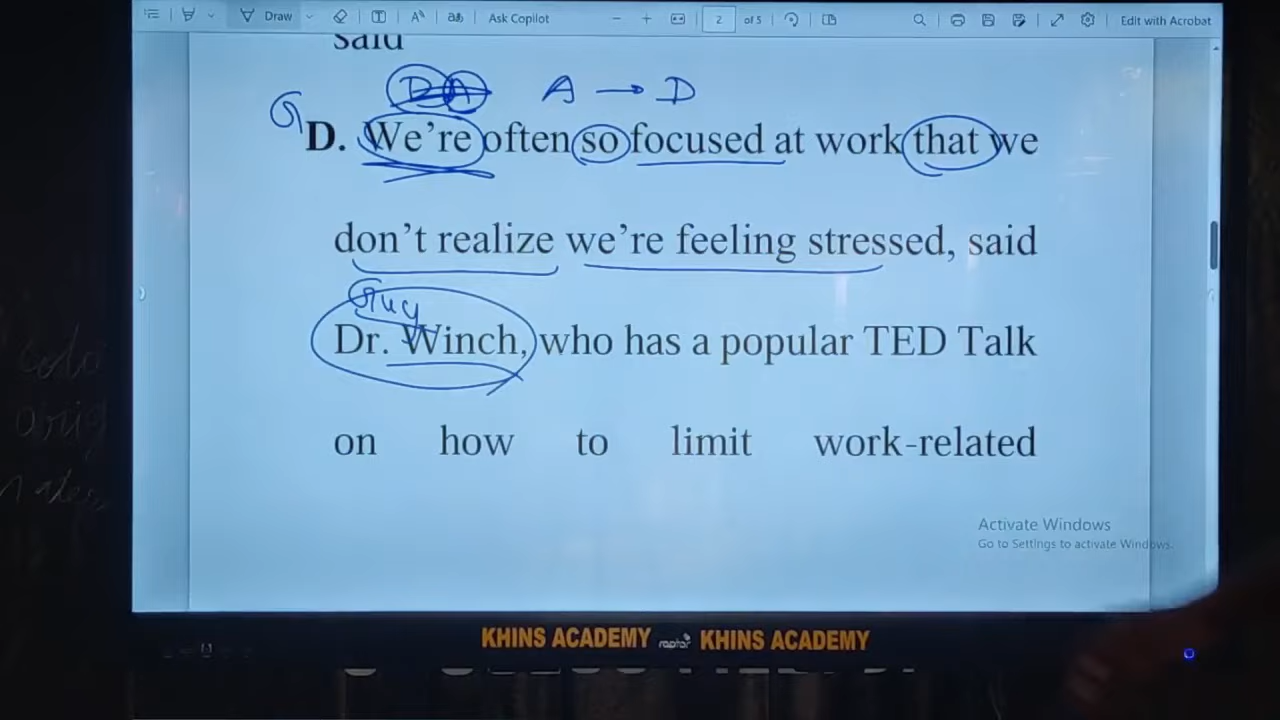 Draw
Ask Copilot
2 of 5
Edit with Acrobat
said
A → D
D. We're often so focused at work that we
don't realize we're feeling stressed, said
Guy
Dr. Winch, who has a popular TED Talk
on how to limit work-related
Activate Windows
Go to Settings to activate Windows.
KHINS ACADEMY raptor KHINS ACADEMY